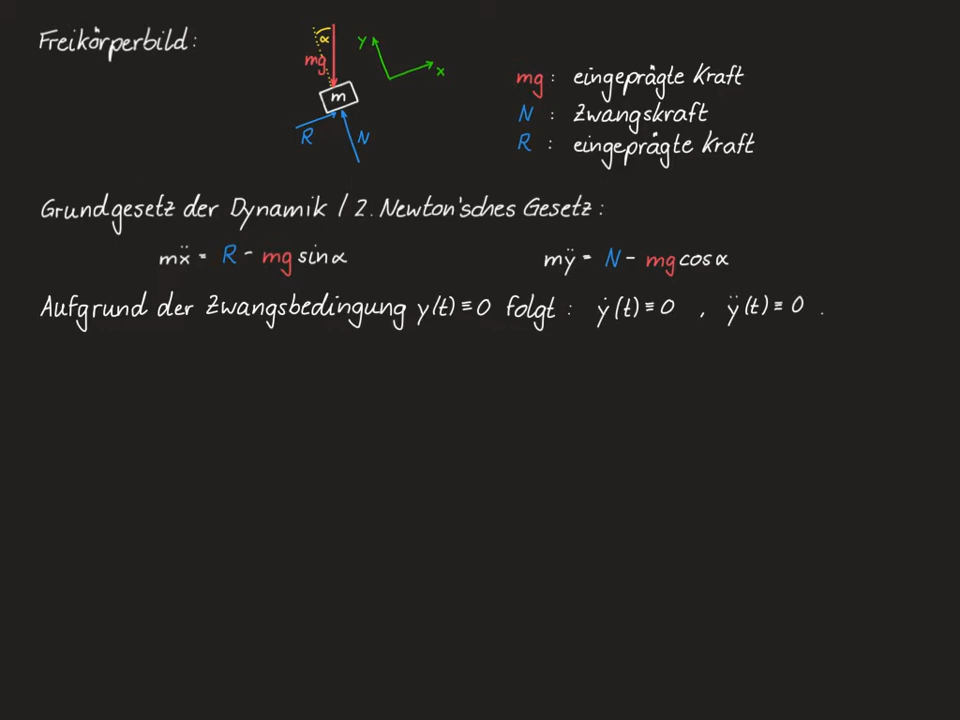 Freikörperbild:
α
mg
m
R
N
y
x
mg : eingeprägte Kraft
N : Zwangskraft
R : eingeprägte Kraft
Grundgesetz der Dynamik / 2. Newton'sches Gesetz:
mẍ = R - mg sinα
mÿ = N - mg cosα
Aufgrund der Zwangsbedingung y(t) ≡ 0 folgt: ẏ(t) ≡ 0 , ÿ(t) ≡ 0 .